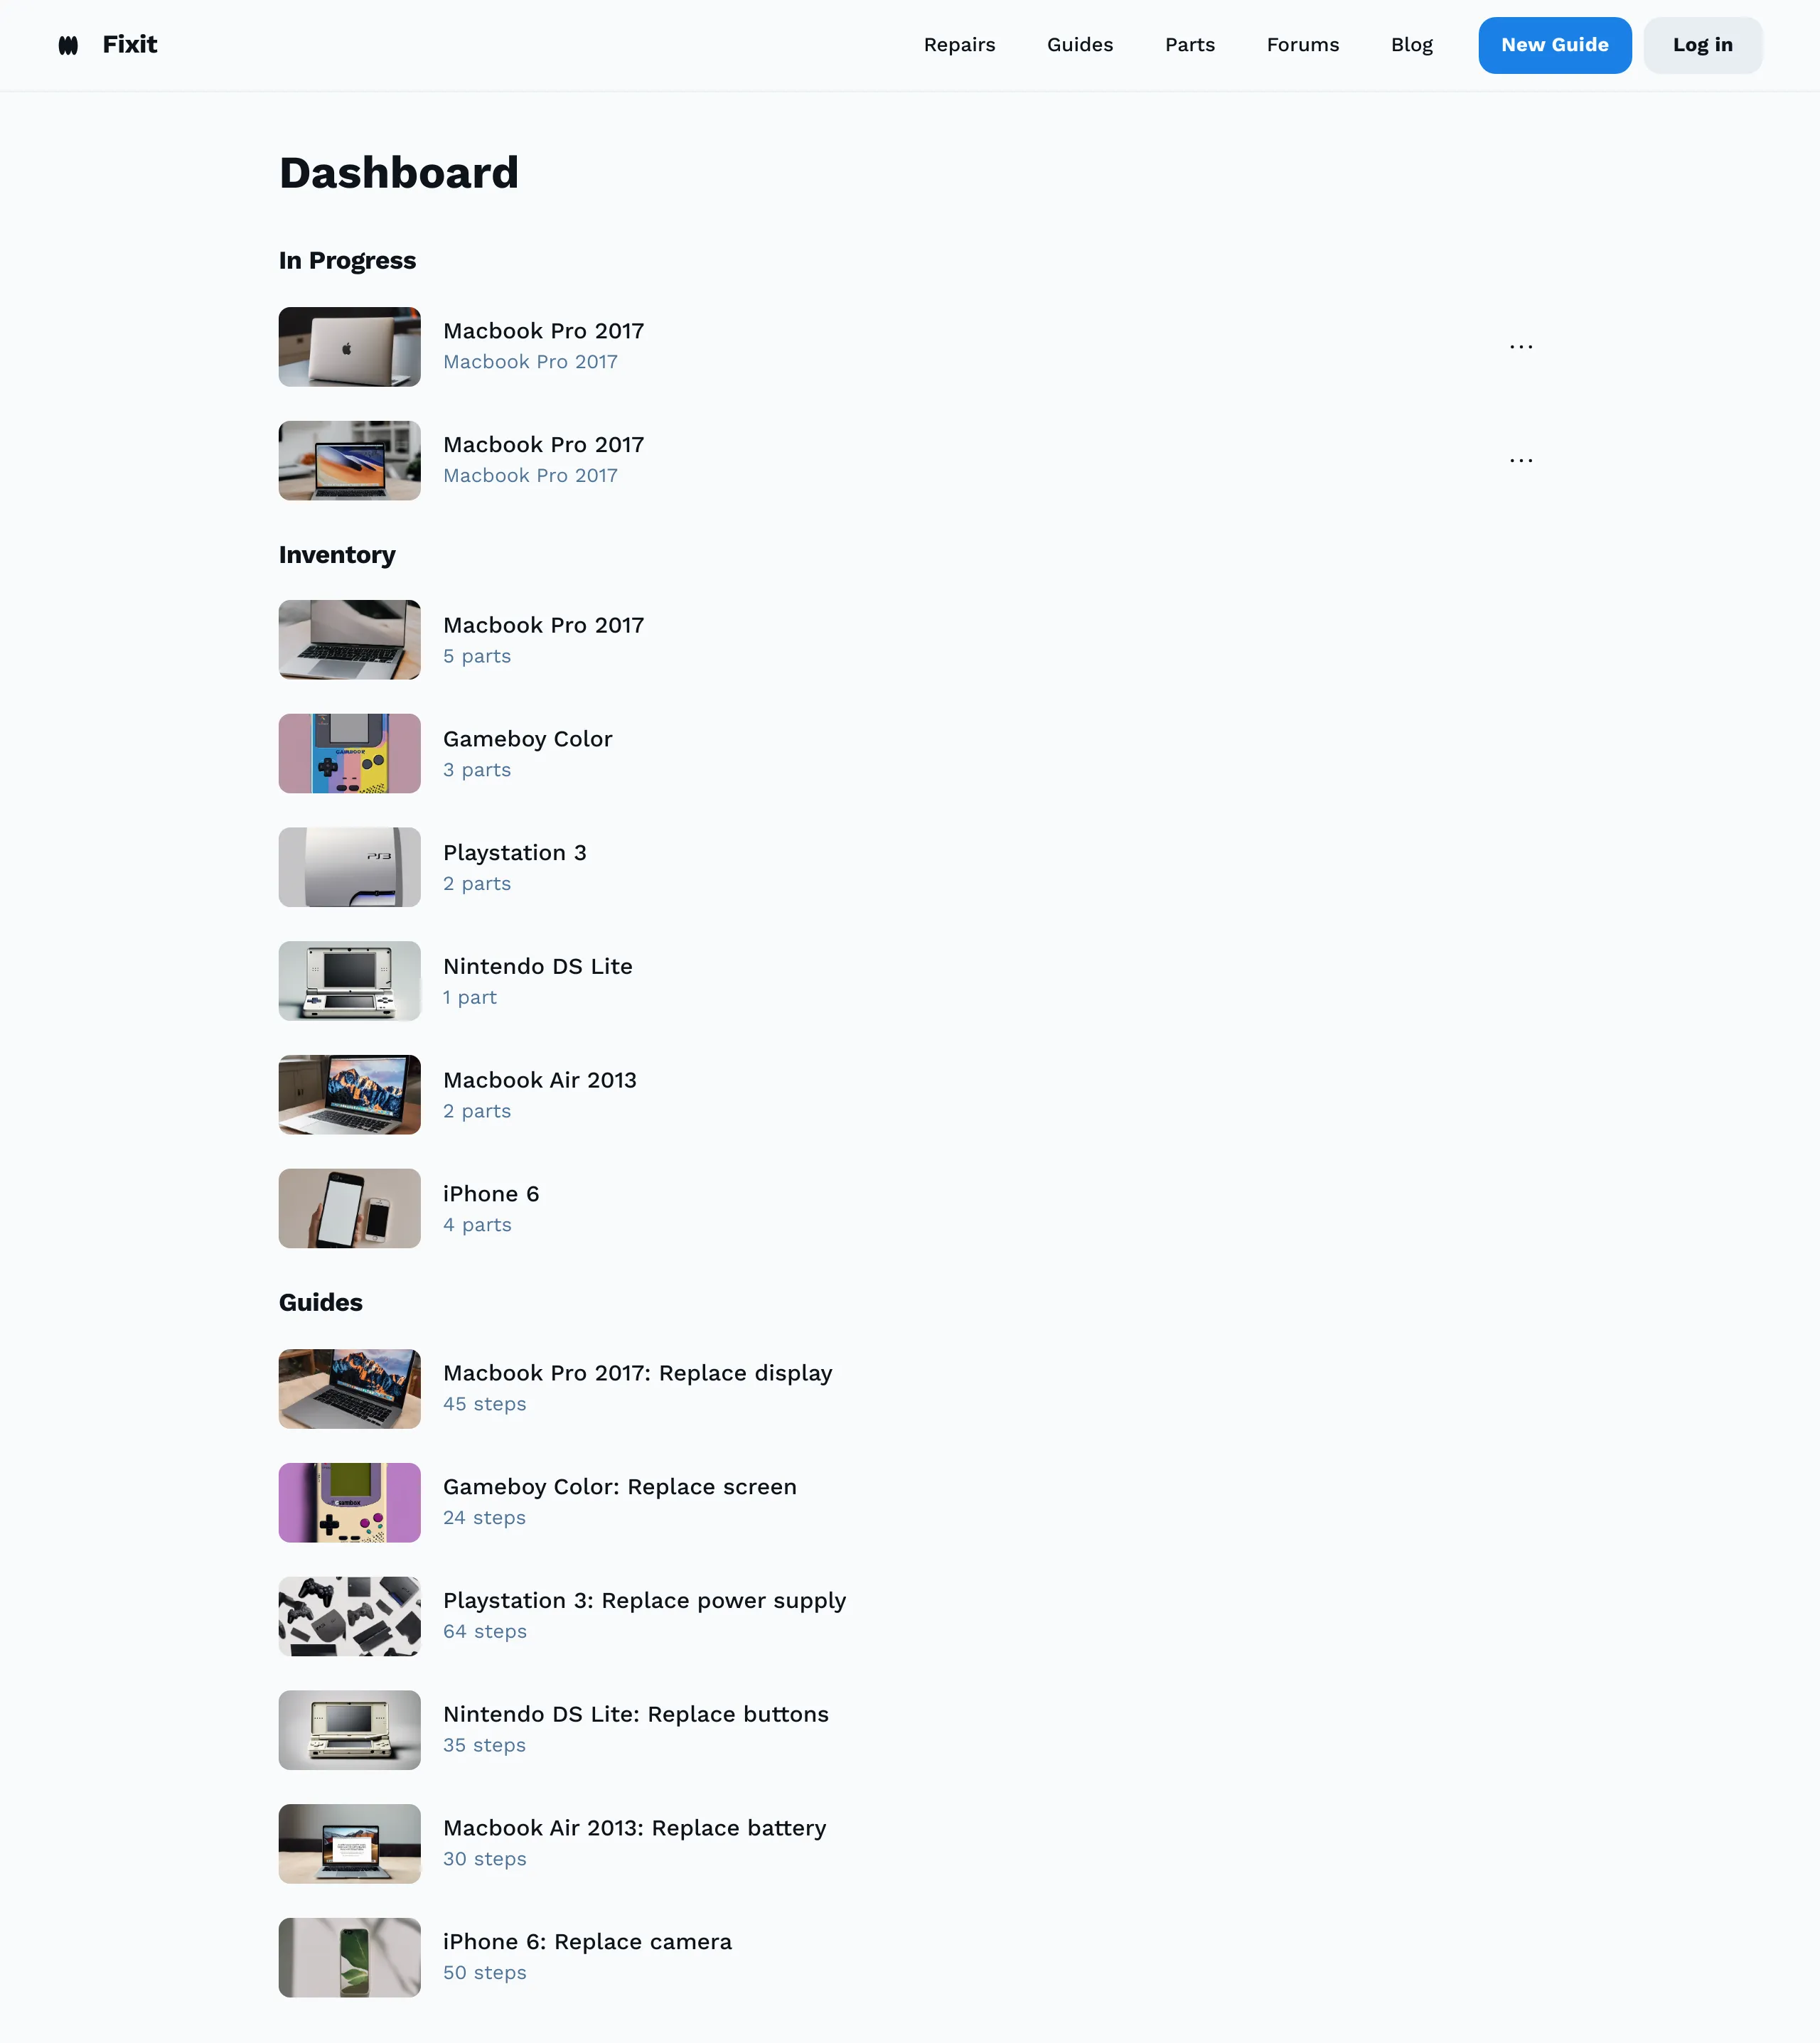 Fixit
Repairs
Guides
Parts
Forums
Blog
New Guide
Log in
Dashboard
In Progress
Macbook Pro 2017
Macbook Pro 2017
...
Macbook Pro 2017
Macbook Pro 2017
...
Inventory
Macbook Pro 2017
5 parts
Gameboy Color
3 parts
PS3
Playstation 3
2 parts
Nintendo DS Lite
1 part
Macbook Air 2013
2 parts
iPhone 6
4 parts
Guides
Macbook Pro 2017: Replace display
45 steps
Gameboy Color: Replace screen
24 steps
Playstation 3: Replace power supply
64 steps
Nintendo DS Lite: Replace buttons
35 steps
Macbook Air 2013: Replace battery
30 steps
iPhone 6: Replace camera
50 steps